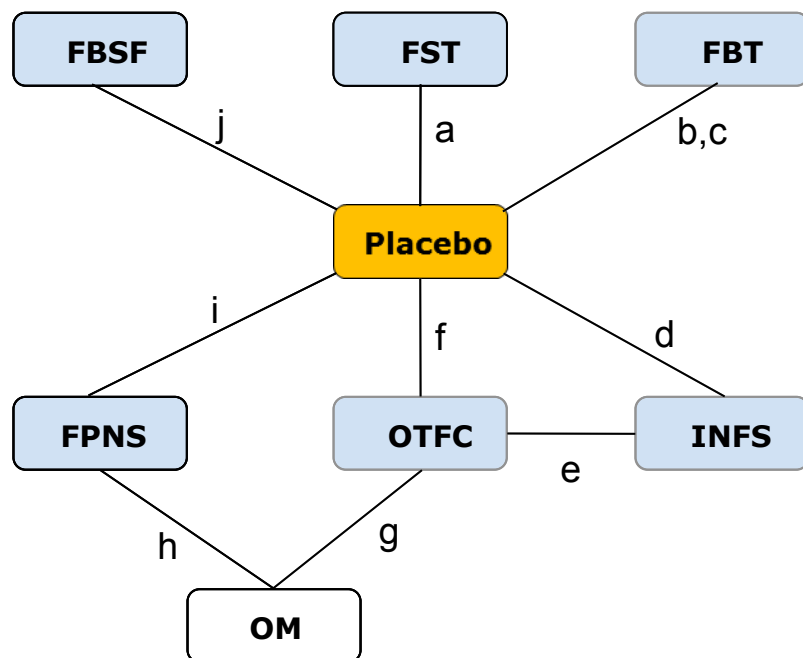 FBSF FST FBT
j a b,c
Placebo
i f d
FPNS OTFC INFS
e
h g
OM